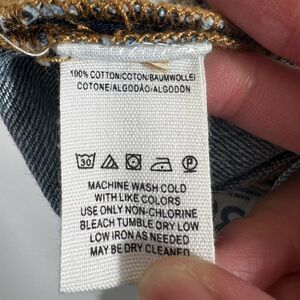 100% COTTON/COTON/BAUMWOLLE/
COTONE/ALGODÃO/ALGODÓN
30 P
MACHINE WASH COLD
WITH LIKE COLORS
USE ONLY NON-CHLORINE
BLEACH TUMBLE DRY LOW
LOW IRON AS NEEDED
MAY BE DRY CLEANED